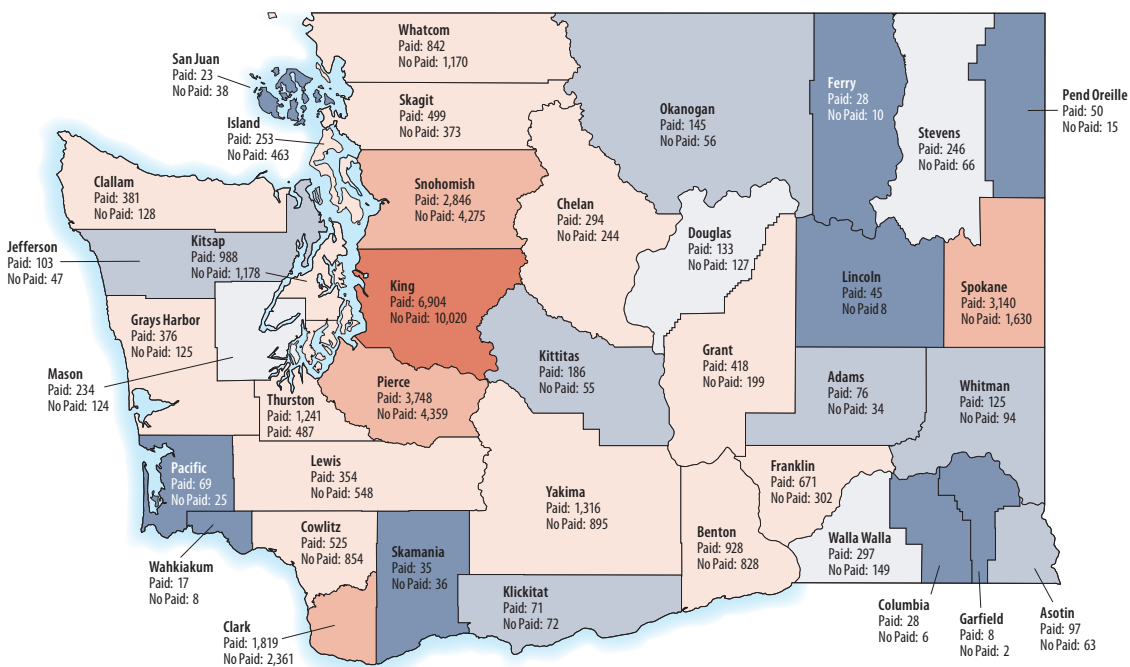 Whatcom
Paid: 842
No Paid: 1,170
San Juan
Paid: 23
No Paid: 38
Skagit
Paid: 499
No Paid: 373
Island
Paid: 253
No Paid: 463
Okanogan
Paid: 145
No Paid: 56
Ferry
Paid: 28
No Paid: 10
Stevens
Paid: 246
No Paid: 66
Pend Oreille
Paid: 50
No Paid: 15
Clallam
Paid: 381
No Paid: 128
Snohomish
Paid: 2,846
No Paid: 4,275
Chelan
Paid: 294
No Paid: 244
Douglas
Paid: 133
No Paid: 127
Jefferson
Paid: 103
No Paid: 47
Kitsap
Paid: 988
No Paid: 1,178
King
Paid: 6,904
No Paid: 10,020
Lincoln
Paid: 45
No Paid 8
Spokane
Paid: 3,140
No Paid: 1,630
Grays Harbor
Paid: 376
No Paid: 125
Mason
Paid: 234
No Paid: 124
Thurston
Paid: 1,241
Paid: 487
Pierce
Paid: 3,748
No Paid: 4,359
Kittitas
Paid: 186
No Paid: 55
Grant
Paid: 418
No Paid: 199
Adams
Paid: 76
No Paid: 34
Whitman
Paid: 125
No Paid: 94
Pacific
Paid: 69
No Paid: 25
Lewis
Paid: 354
No Paid: 548
Yakima
Paid: 1,316
No Paid: 895
Franklin
Paid: 671
No Paid: 302
Benton
Paid: 928
No Paid: 828
Walla Walla
Paid: 297
No Paid: 149
Wahkiakum
Paid: 17
No Paid: 8
Cowlitz
Paid: 525
No Paid: 854
Skamania
Paid: 35
No Paid: 36
Klickitat
Paid: 71
No Paid: 72
Clark
Paid: 1,819
No Paid: 2,361
Columbia
Paid: 28
No Paid: 6
Garfield
Paid: 8
No Paid: 2
Asotin
Paid: 97
No Paid: 63